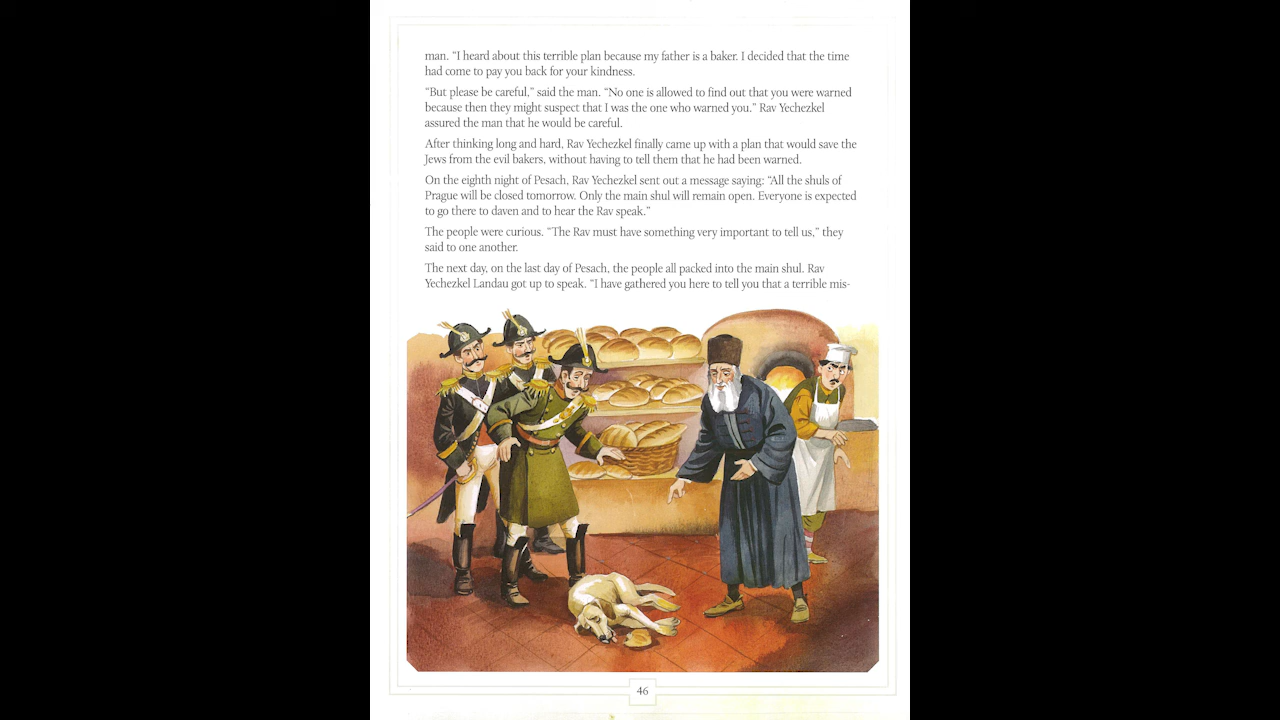 man. “I heard about this terrible plan because my father is a baker. I decided that the time
had come to pay you back for your kindness.
“But please be careful,” said the man. “No one is allowed to find out that you were warned
because then they might suspect that I was the one who warned you.” Rav Yechezkel
assured the man that he would be careful.
After thinking long and hard, Rav Yechezkel finally came up with a plan that would save the
Jews from the evil bakers, without having to tell them that he had been warned.
On the eighth night of Pesach, Rav Yechezkel sent out a message saying: “All the shuls of
Prague will be closed tomorrow. Only the main shul will remain open. Everyone is expected
to go there to daven and to hear the Rav speak.”
The people were curious. “The Rav must have something very important to tell us,” they
said to one another.
The next day, on the last day of Pesach, the people all packed into the main shul. Rav
Yechezkel Landau got up to speak. “I have gathered you here to tell you that a terrible mis-
46